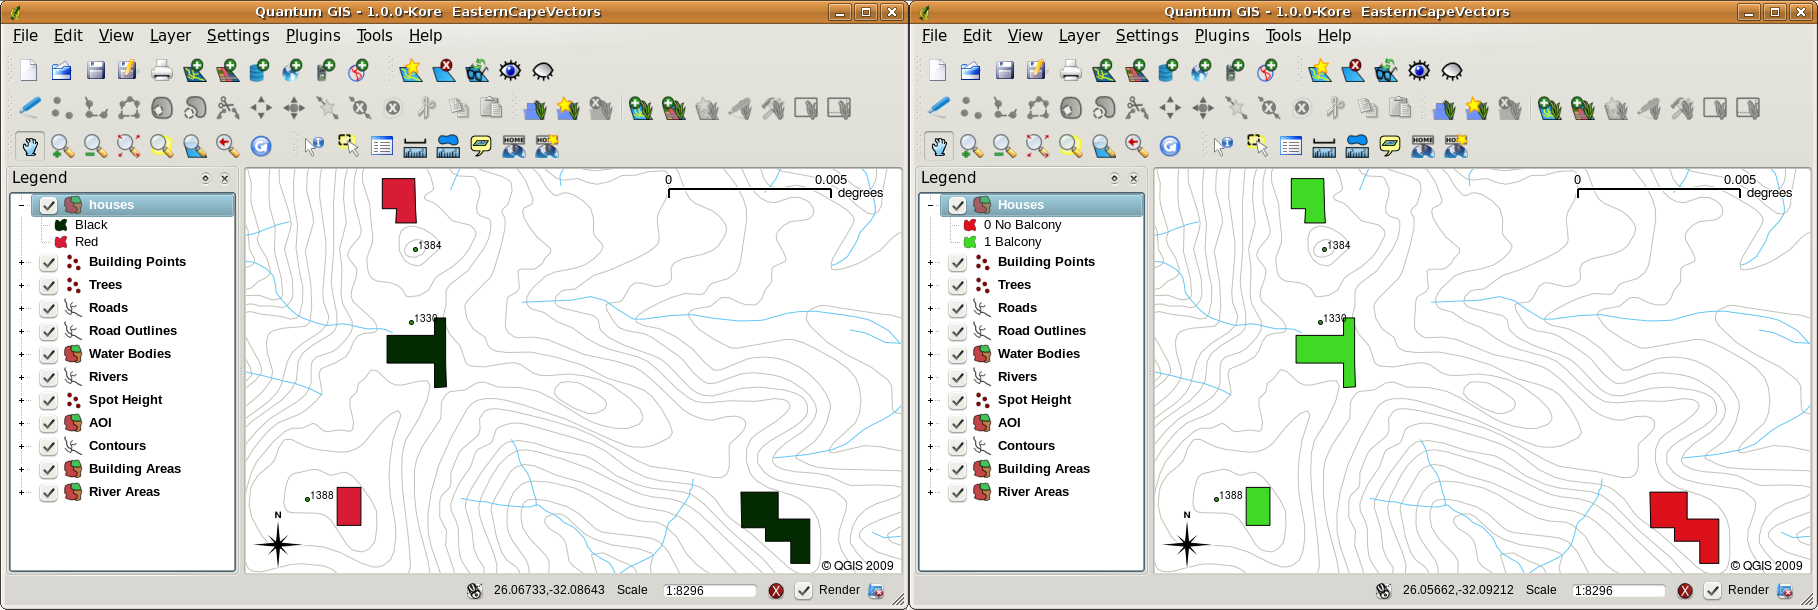 Quantum GIS - 1.0.0-Kore EasternCapeVectors
File Edit View Layer Settings Plugins Tools Help
HOME HOME
Legend
houses
Black
Red
Building Points
Trees
Roads
Road Outlines
Water Bodies
Rivers
Spot Height
AOI
Contours
Building Areas
River Areas
0 0.005
degrees
1384
1330
1388
N
© QGIS 2009
26.06733,-32.08643 Scale 1:8296 Render
Quantum GIS - 1.0.0-Kore EasternCapeVectors
File Edit View Layer Settings Plugins Tools Help
HOME HOME
Legend
Houses
0 No Balcony
1 Balcony
Building Points
Trees
Roads
Road Outlines
Water Bodies
Rivers
Spot Height
AOI
Contours
Building Areas
River Areas
0 0.005
degrees
1384
1330
1388
N
© QGIS 2009
26.05662,-32.09212 Scale 1:8296 Render